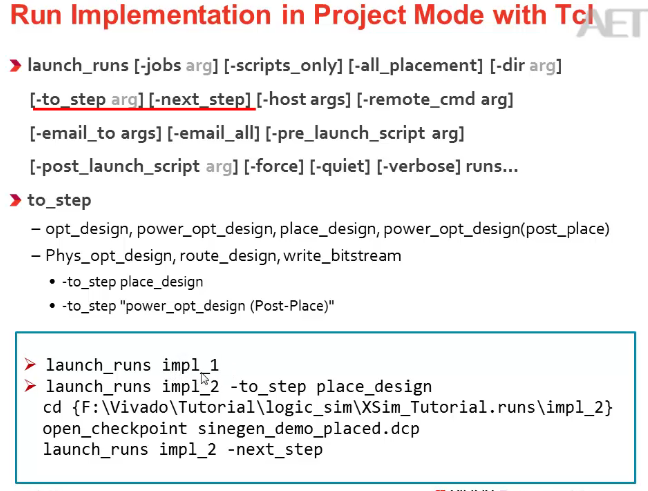 Run Implementation in Project Mode with Tcl
AET
launch_runs [-jobs arg] [-scripts_only] [-all_placement] [-dir arg]
[-to_step arg] [-next_step] [-host args] [-remote_cmd arg]
[-email_to args] [-email_all] [-pre_launch_script arg]
[-post_launch_script arg] [-force] [-quiet] [-verbose] runs...
to_step
– opt_design, power_opt_design, place_design, power_opt_design(post_place)
– Phys_opt_design, route_design, write_bitstream
• -to_step place_design
• -to_step "power_opt_design (Post-Place)"
launch_runs impl_1
launch_runs impl_2 -to_step place_design
cd {F:\Vivado\Tutorial\logic_sim\XSim_Tutorial.runs\impl_2}
open_checkpoint sinegen_demo_placed.dcp
launch_runs impl_2 -next_step